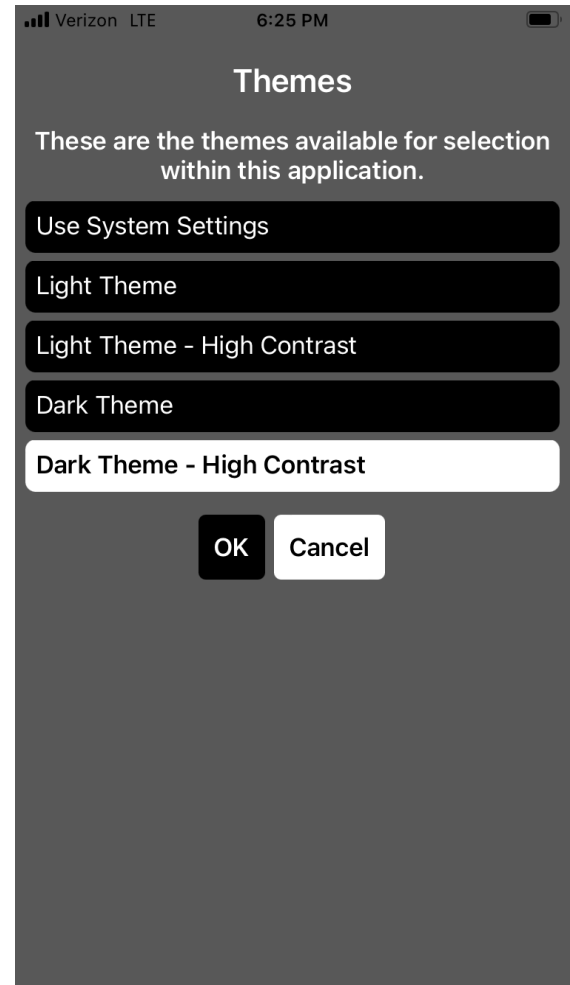 Verizon LTE 6:25 PM
Themes
These are the themes available for selection
within this application.
Use System Settings
Light Theme
Light Theme - High Contrast
Dark Theme
Dark Theme - High Contrast
OK Cancel